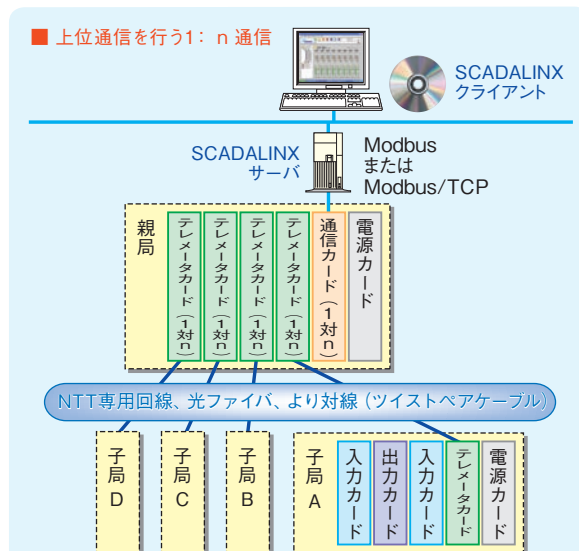 ■ 上位通信を行う1：n 通信
SCADALINX
クライアント
SCADALINX
サーバ
Modbus
または
Modbus/TCP
親局
テレメータカード（1対n）
テレメータカード（1対n）
テレメータカード（1対n）
テレメータカード（1対n）
通信カード（1対n）
電源カード
NTT専用回線、光ファイバ、より対線（ツイストペアケーブル）
子局
D
子局
C
子局
B
子局
A
入力カード
出力カード
入力カード
テレメータカード
電源カード